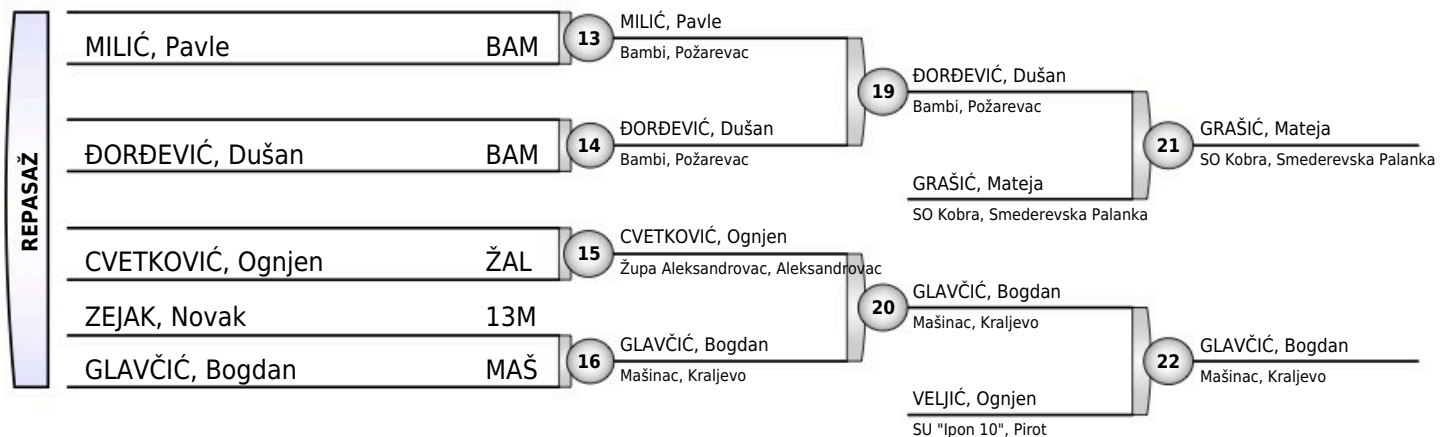 REPASAŽ
MILIĆ, Pavle BAM
ĐORĐEVIĆ, Dušan BAM
CVETKOVIĆ, Ognjen ŽAL
ZEJAK, Novak 13M
GLAVČIĆ, Bogdan MAŠ
13
MILIĆ, Pavle
Bambi, Požarevac
14
ĐORĐEVIĆ, Dušan
Bambi, Požarevac
15
CVETKOVIĆ, Ognjen
Župa Aleksandrovac, Aleksandrovac
16
GLAVČIĆ, Bogdan
Mašinac, Kraljevo
19
ĐORĐEVIĆ, Dušan
Bambi, Požarevac
GRAŠIĆ, Mateja
SO Kobra, Smederevska Palanka
20
GLAVČIĆ, Bogdan
Mašinac, Kraljevo
VELJIĆ, Ognjen
SU "Ipon 10", Pirot
21
GRAŠIĆ, Mateja
SO Kobra, Smederevska Palanka
22
GLAVČIĆ, Bogdan
Mašinac, Kraljevo